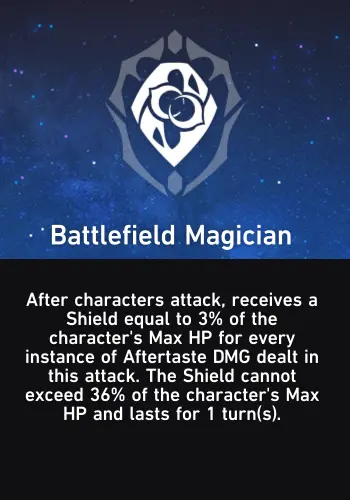 Battlefield Magician
After characters attack, receives a
Shield equal to 3% of the
character's Max HP for every
instance of Aftertaste DMG dealt in
this attack. The Shield cannot
exceed 36% of the character's Max
HP and lasts for 1 turn(s).